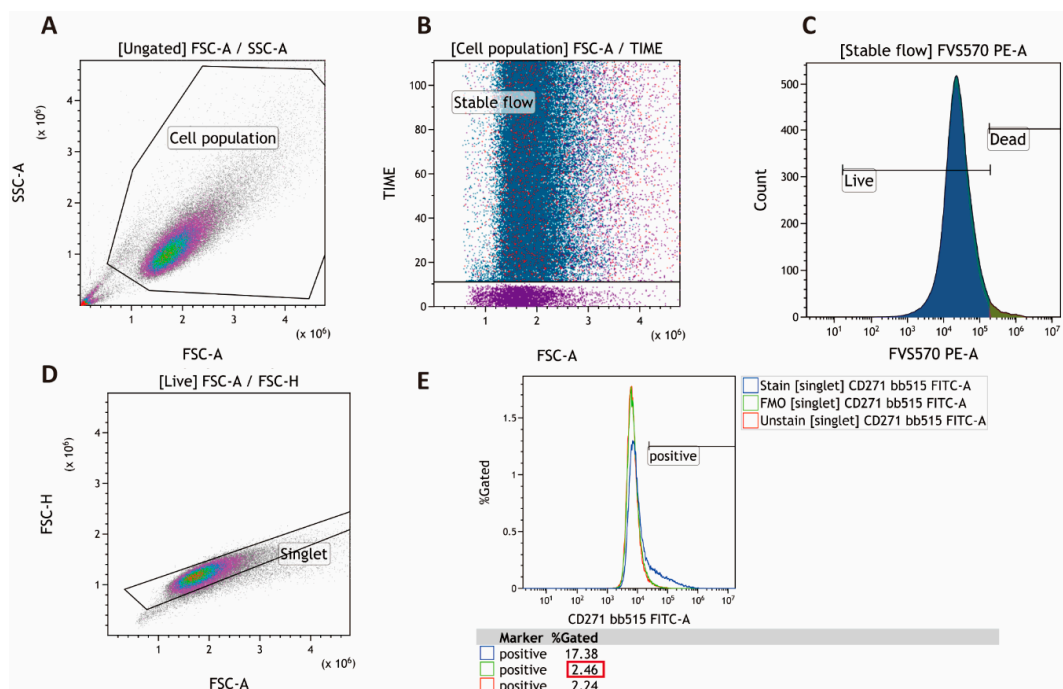 A
[Ungated] FSC-A / SSC-A
SSC-A
(x 10⁶)
4
3
2
1
Cell population
1
2
3
4
(x 10⁶)
FSC-A
B
[Cell population] FSC-A / TIME
TIME
100
80
60
40
20
0
Stable flow
1
2
3
4
(x 10⁶)
FSC-A
C
[Stable flow] FVS570 PE-A
Count
500
400
300
200
100
0
Dead
Live
10¹
10²
10³
10⁴
10⁵
10⁶
10⁷
FVS570 PE-A
D
[Live] FSC-A / FSC-H
FSC-H
(x 10⁶)
4
3
2
1
Singlet
1
2
3
4
(x 10⁶)
FSC-A
E
%Gated
1.5
1
0.5
0
positive
10¹
10²
10³
10⁴
10⁵
10⁶
10⁷
CD271 bb515 FITC-A
Stain [singlet] CD271 bb515 FITC-A
FMO [singlet] CD271 bb515 FITC-A
Unstain [singlet] CD271 bb515 FITC-A
Marker %Gated
positive 17.38
positive 2.46
positive 2.24